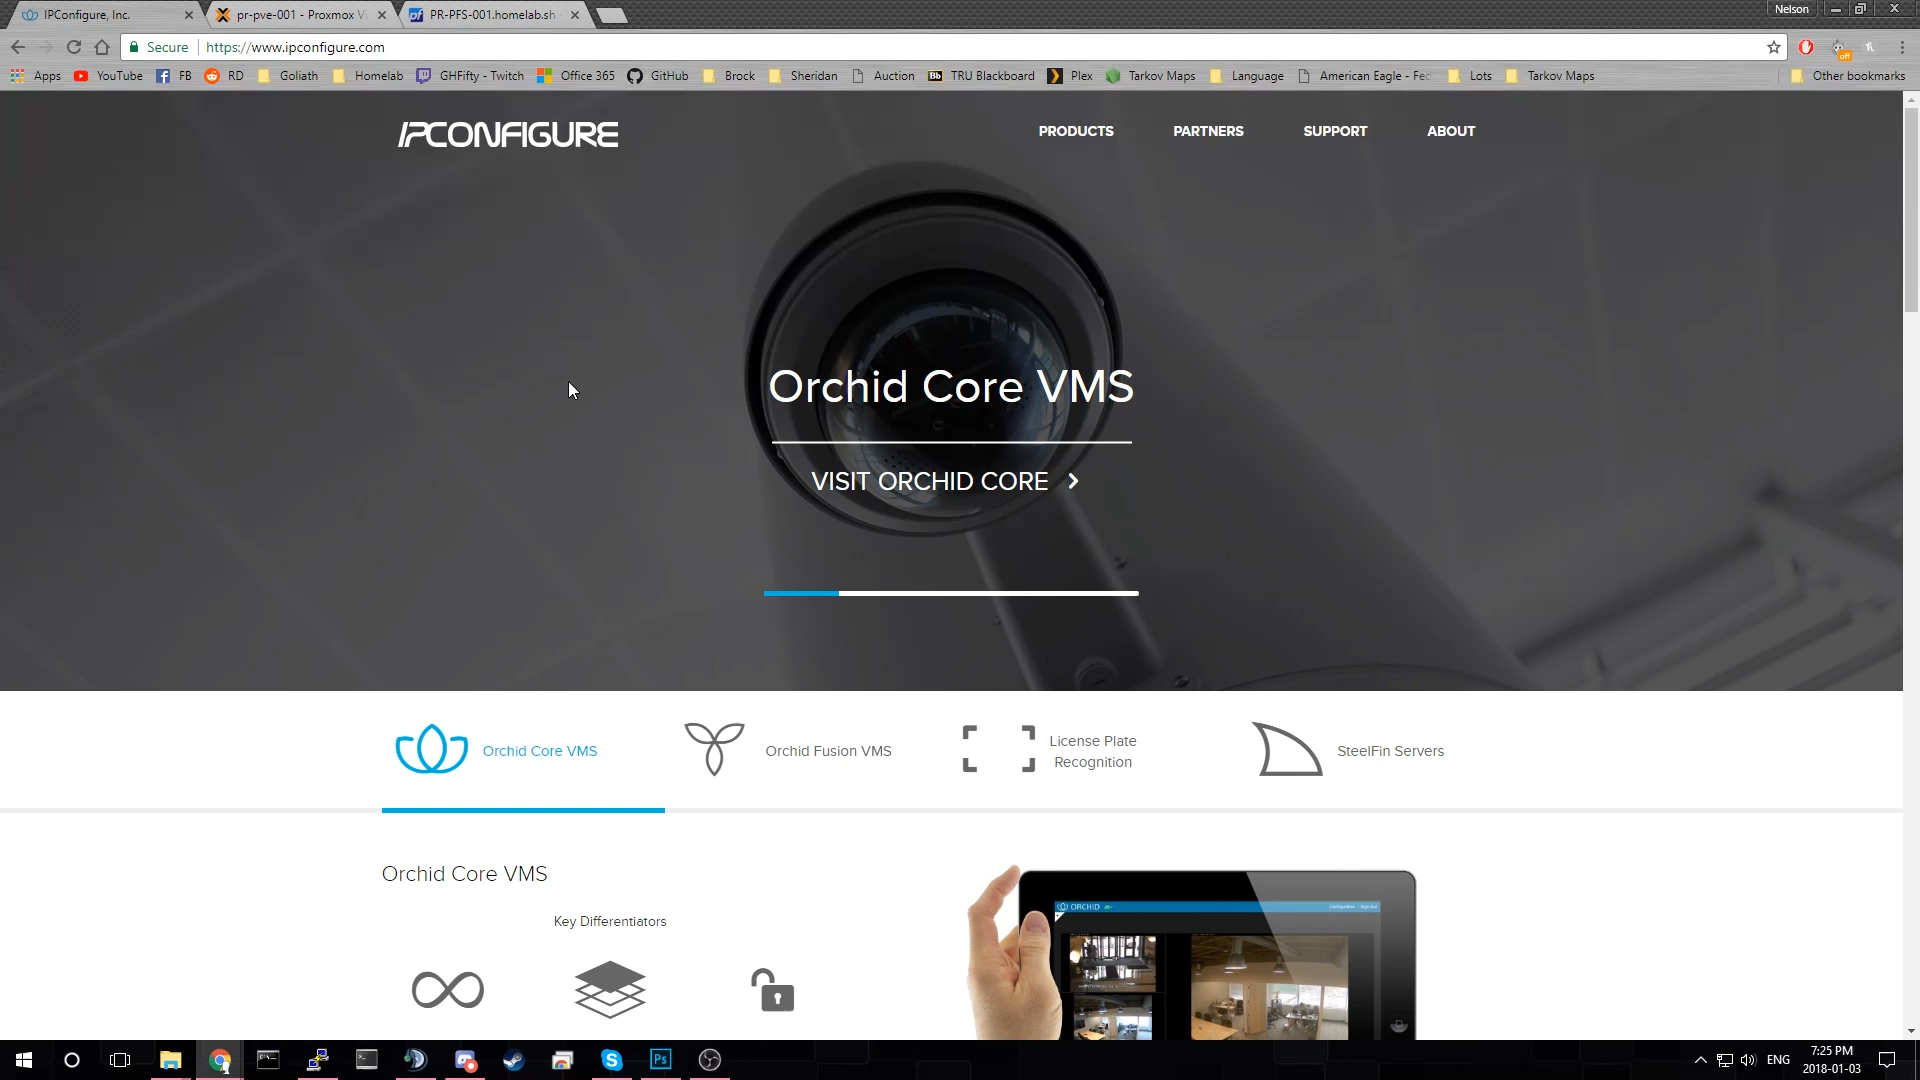 IPConfigure, Inc.
pr-pve-001 - Proxmox Vi
PR-PFS-001.homelab.sh
Nelson
Secure
https://www.ipconfigure.com
Apps
YouTube
FB
RD
Goliath
Homelab
GHFifty - Twitch
Office 365
GitHub
Brock
Sheridan
Auction
Bb
TRU Blackboard
Plex
Tarkov Maps
Language
American Eagle - Fed
Lots
Tarkov Maps
Other bookmarks
off
IPCONFIGURE
PRODUCTS
PARTNERS
SUPPORT
ABOUT
Orchid Core VMS
VISIT ORCHID CORE
Orchid Core VMS
Orchid Fusion VMS
License Plate
Recognition
SteelFin Servers
Orchid Core VMS
Key Differentiators
ORCHID
Ps
ENG
7:25 PM
2018-01-03